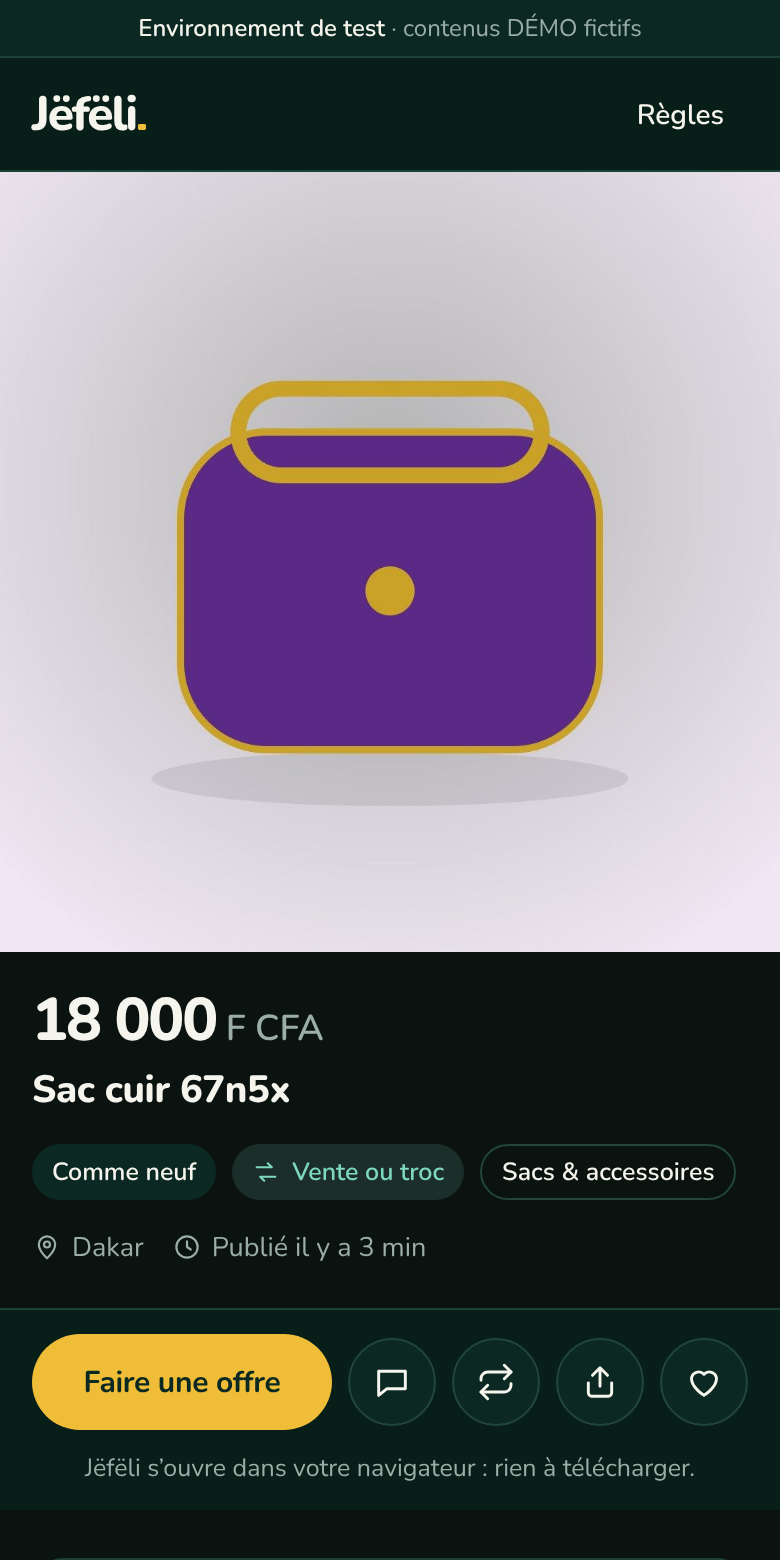 Environnement de test · contenus DÉMO fictifs
Jëfëli.
Règles
18 000 F CFA
Sac cuir 67n5x
Comme neuf
Vente ou troc
Sacs & accessoires
Dakar
Publié il y a 3 min
Faire une offre
Jëfëli s’ouvre dans votre navigateur : rien à télécharger.